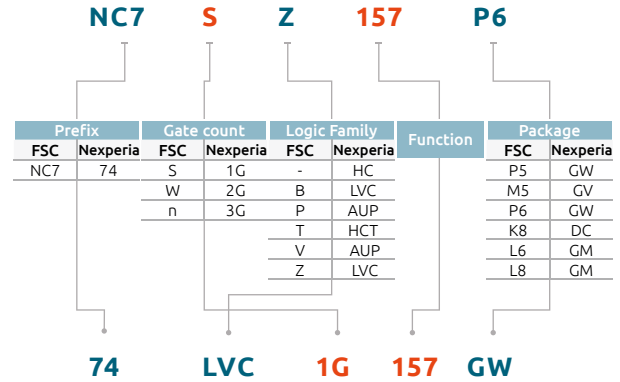 NC7 S Z 157 P6
Prefix Gate count Logic Family Function Package
FSC Nexperia FSC Nexperia FSC Nexperia FSC Nexperia
NC7 74 S 1G - HC P5 GW
W 2G B LVC M5 GV
n 3G P AUP P6 GW
T HCT K8 DC
V AUP L6 GM
Z LVC L8 GM
74 LVC 1G 157 GW